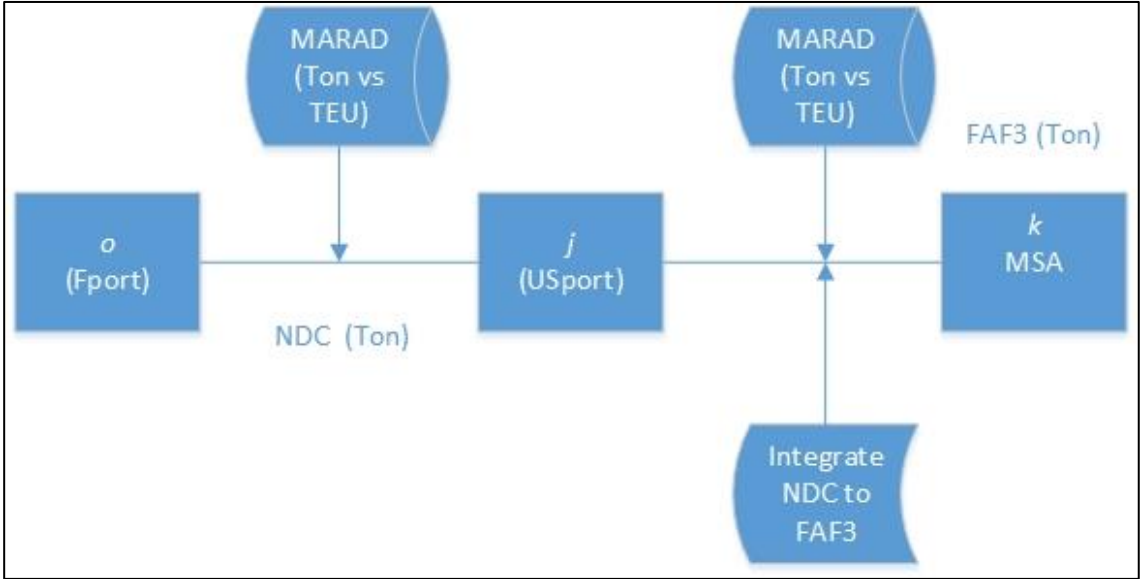 MARAD
(Ton vs
TEU)
MARAD
(Ton vs
TEU)
FAF3 (Ton)
o
(Fport)
j
(USport)
k
MSA
NDC (Ton)
Integrate
NDC to
FAF3